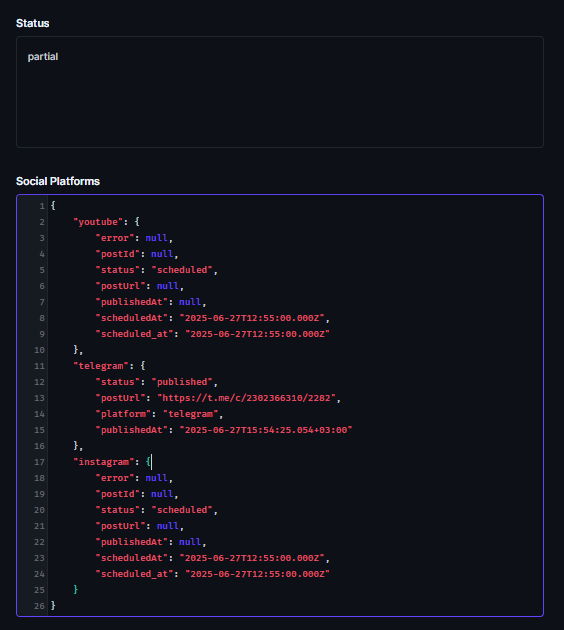 Status
partial
Social Platforms
1 {
2     "youtube": {
3         "error": null,
4         "postId": null,
5         "status": "scheduled",
6         "postUrl": null,
7         "publishedAt": null,
8         "scheduledAt": "2025-06-27T12:55:00.000Z",
9         "scheduled_at": "2025-06-27T12:55:00.000Z"
10     },
11     "telegram": {
12         "status": "published",
13         "postUrl": "https://t.me/c/2302366310/2282",
14         "platform": "telegram",
15         "publishedAt": "2025-06-27T15:54:25.054+03:00"
16     },
17     "instagram": {
18         "error": null,
19         "postId": null,
20         "status": "scheduled",
21         "postUrl": null,
22         "publishedAt": null,
23         "scheduledAt": "2025-06-27T12:55:00.000Z",
24         "scheduled_at": "2025-06-27T12:55:00.000Z"
25     }
26 }